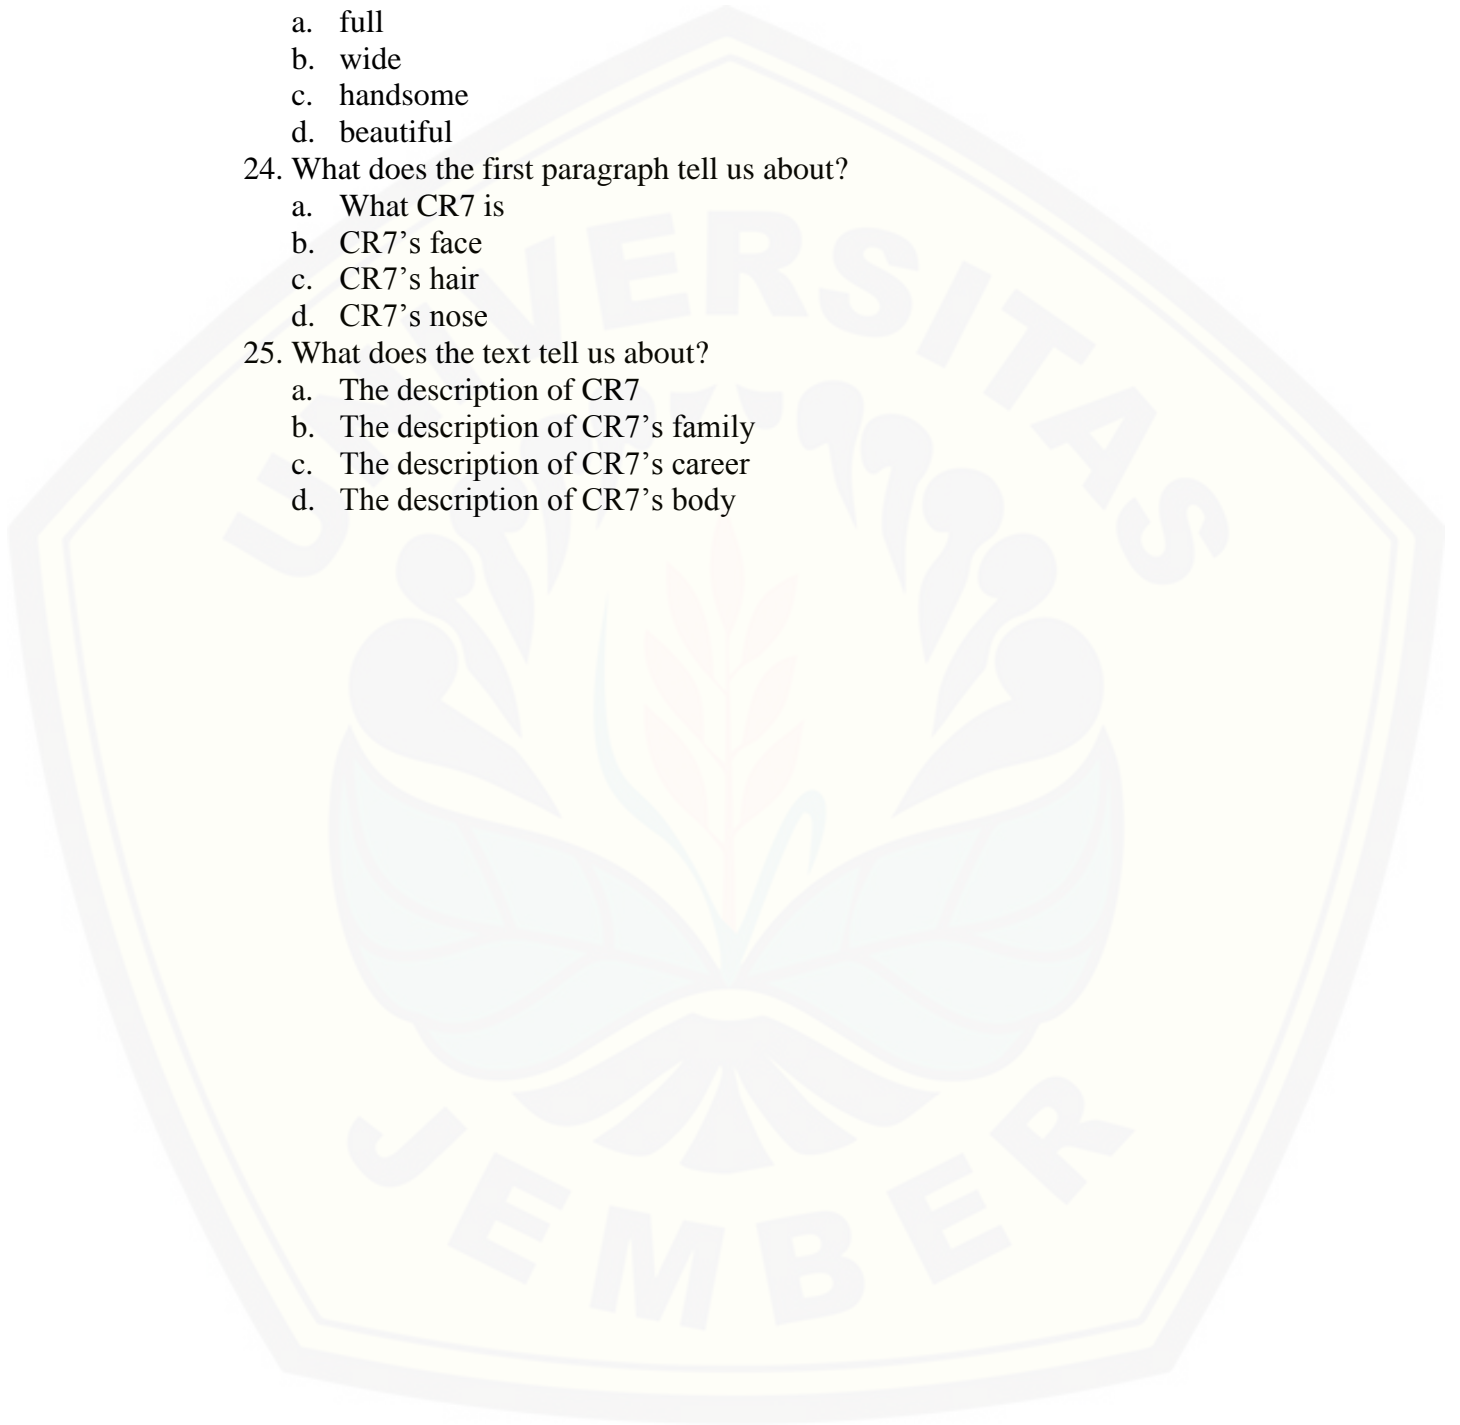 a. full
b. wide
c. handsome
d. beautiful
24. What does the first paragraph tell us about?
a. What CR7 is
b. CR7’s face
c. CR7’s hair
d. CR7’s nose
25. What does the text tell us about?
a. The description of CR7
b. The description of CR7’s family
c. The description of CR7’s career
d. The description of CR7’s body
UNIVERSITAS
JEMBER